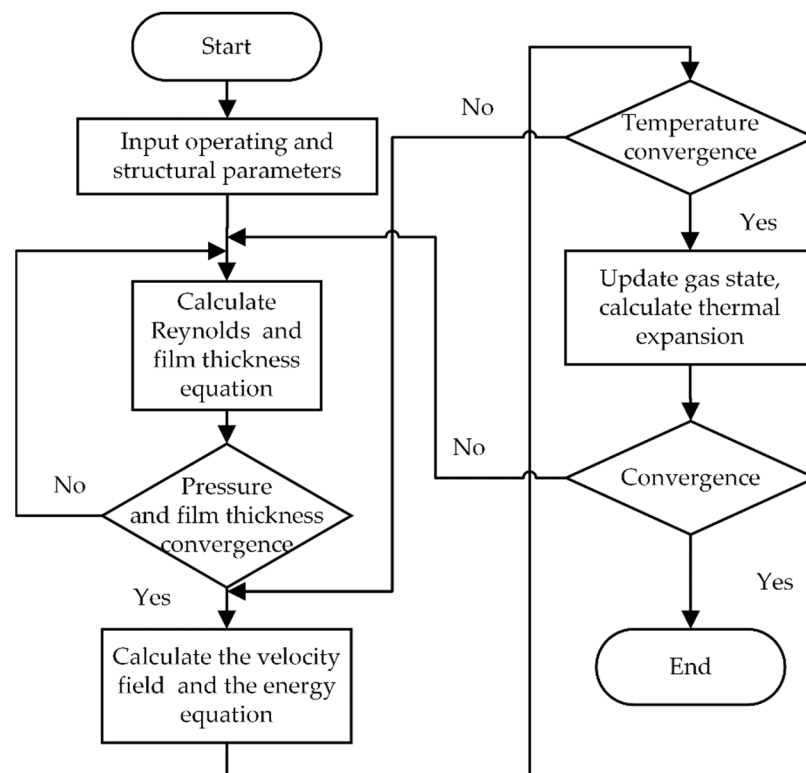 Start
Input operating and
structural parameters
Calculate
Reynolds and
film thickness
equation
No
Pressure
and film thickness
convergence
Yes
Calculate the velocity
field and the energy
equation
No
Temperature
convergence
Yes
Update gas state,
calculate thermal
expansion
No
Convergence
Yes
End